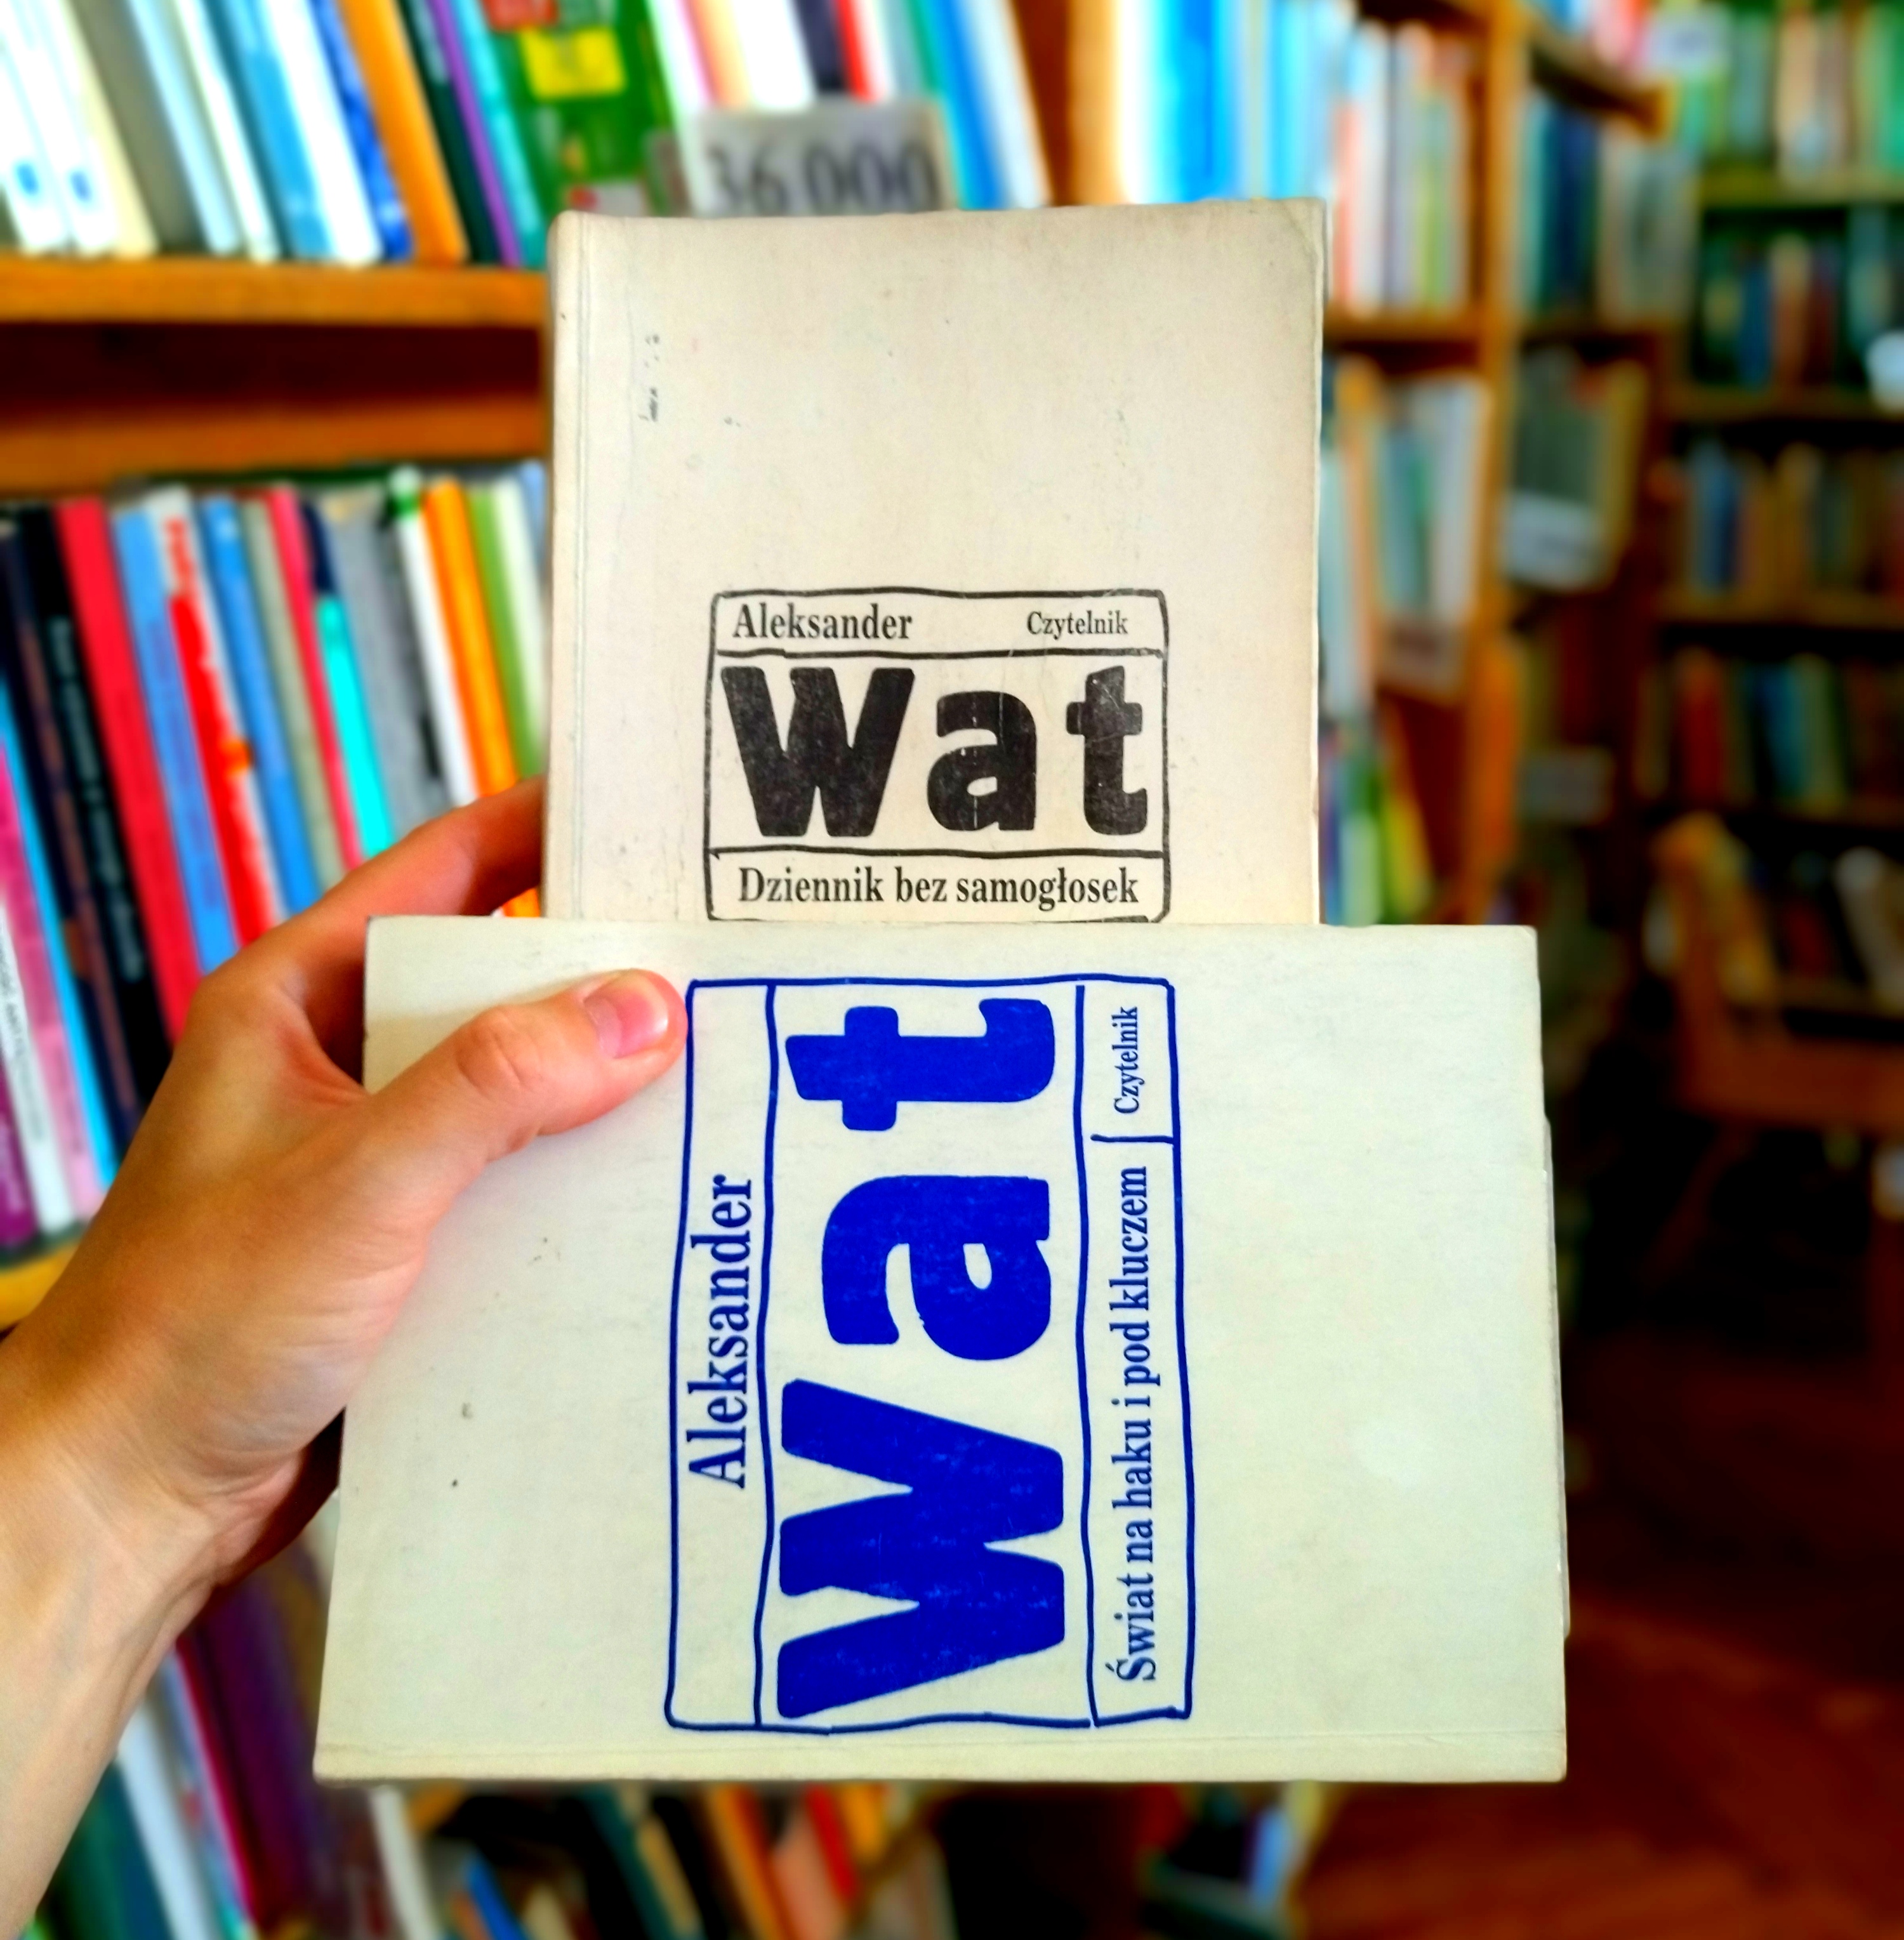 36 000
Aleksander Czytelnik
Wat
Dziennik bez samogłosek
Aleksander
Wat
Świat na haku i pod kluczem Czytelnik